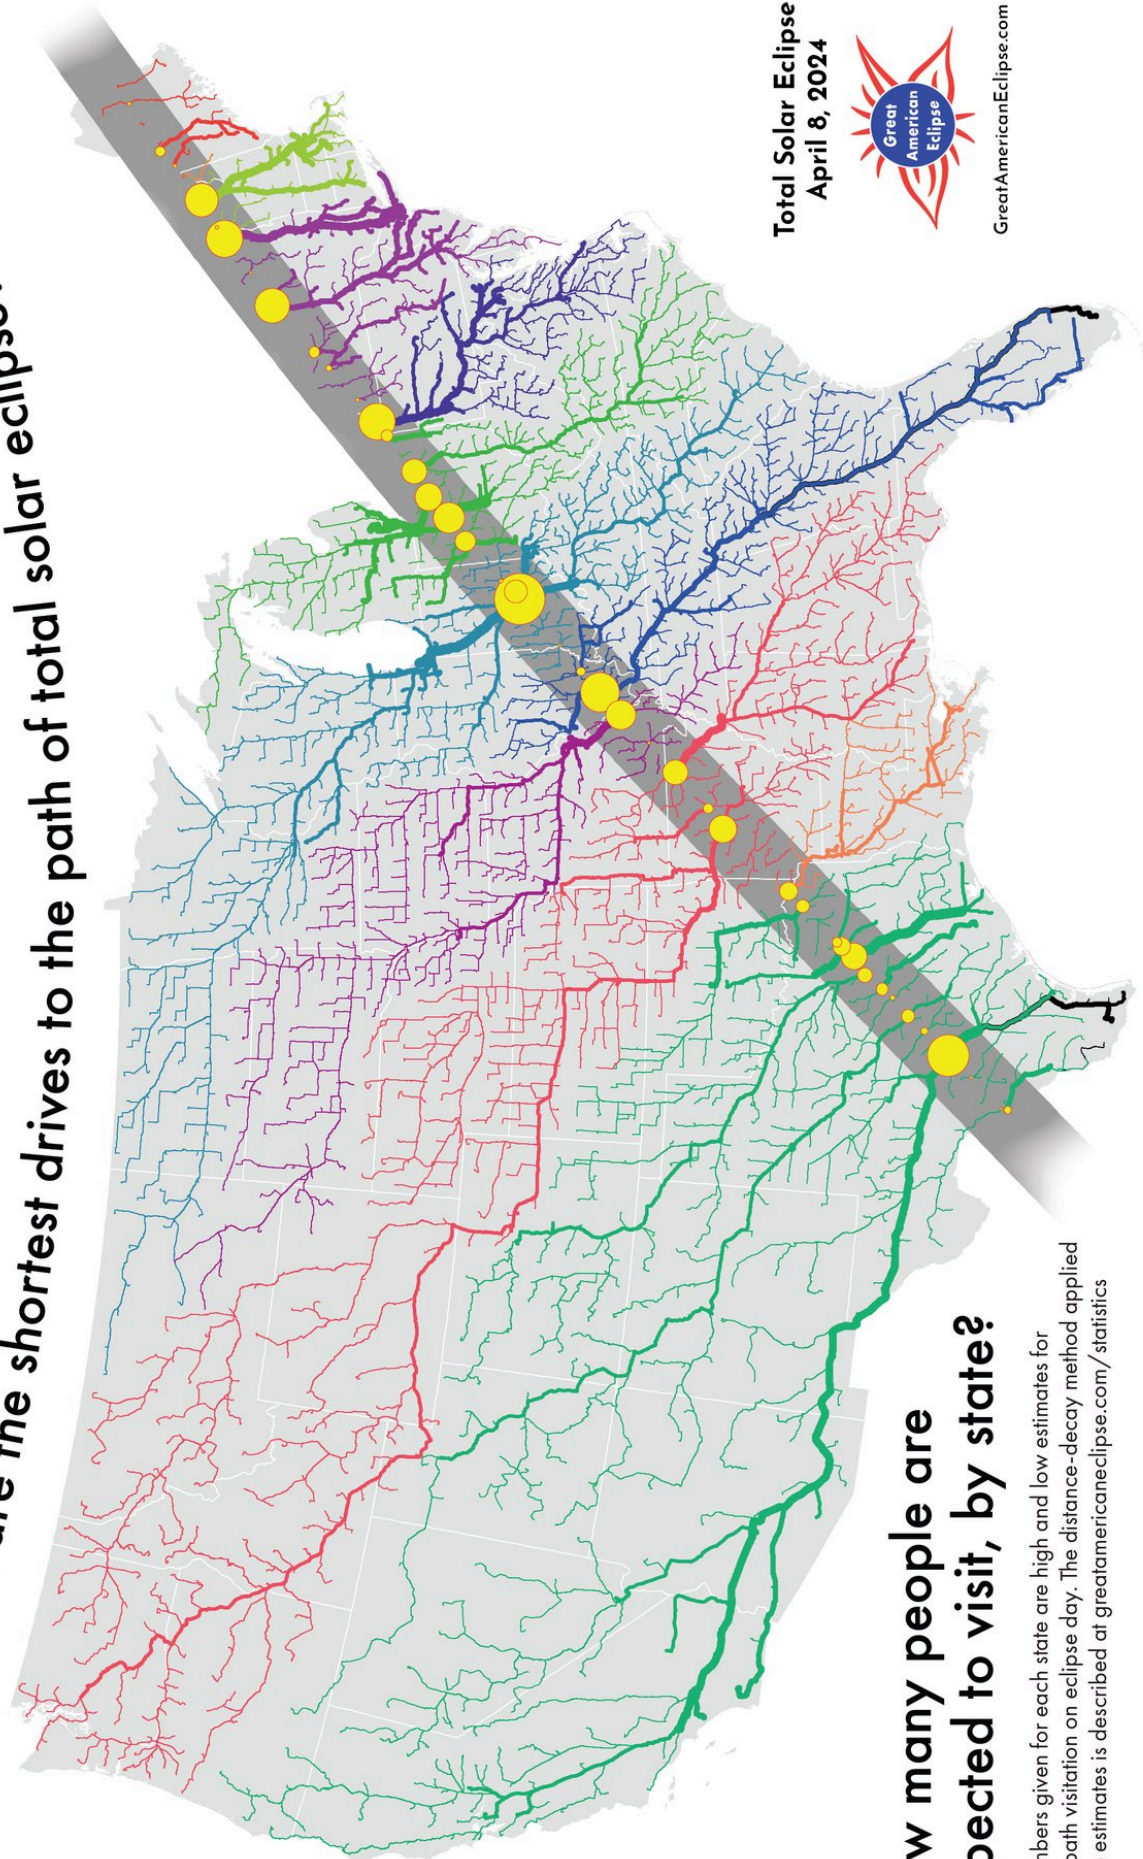 are the shortest drives to the path of total solar eclipse
Total Solar Eclipse
April 8, 2024
Great
American
Eclipse
GreatAmericanEclipse.com
w many people are
pected to visit, by state?
mbers given for each state are high and low estimates for
path visitation on eclipse day. The distance-decay method applied
estimates is described at greatamericaneclipse.com/statistics